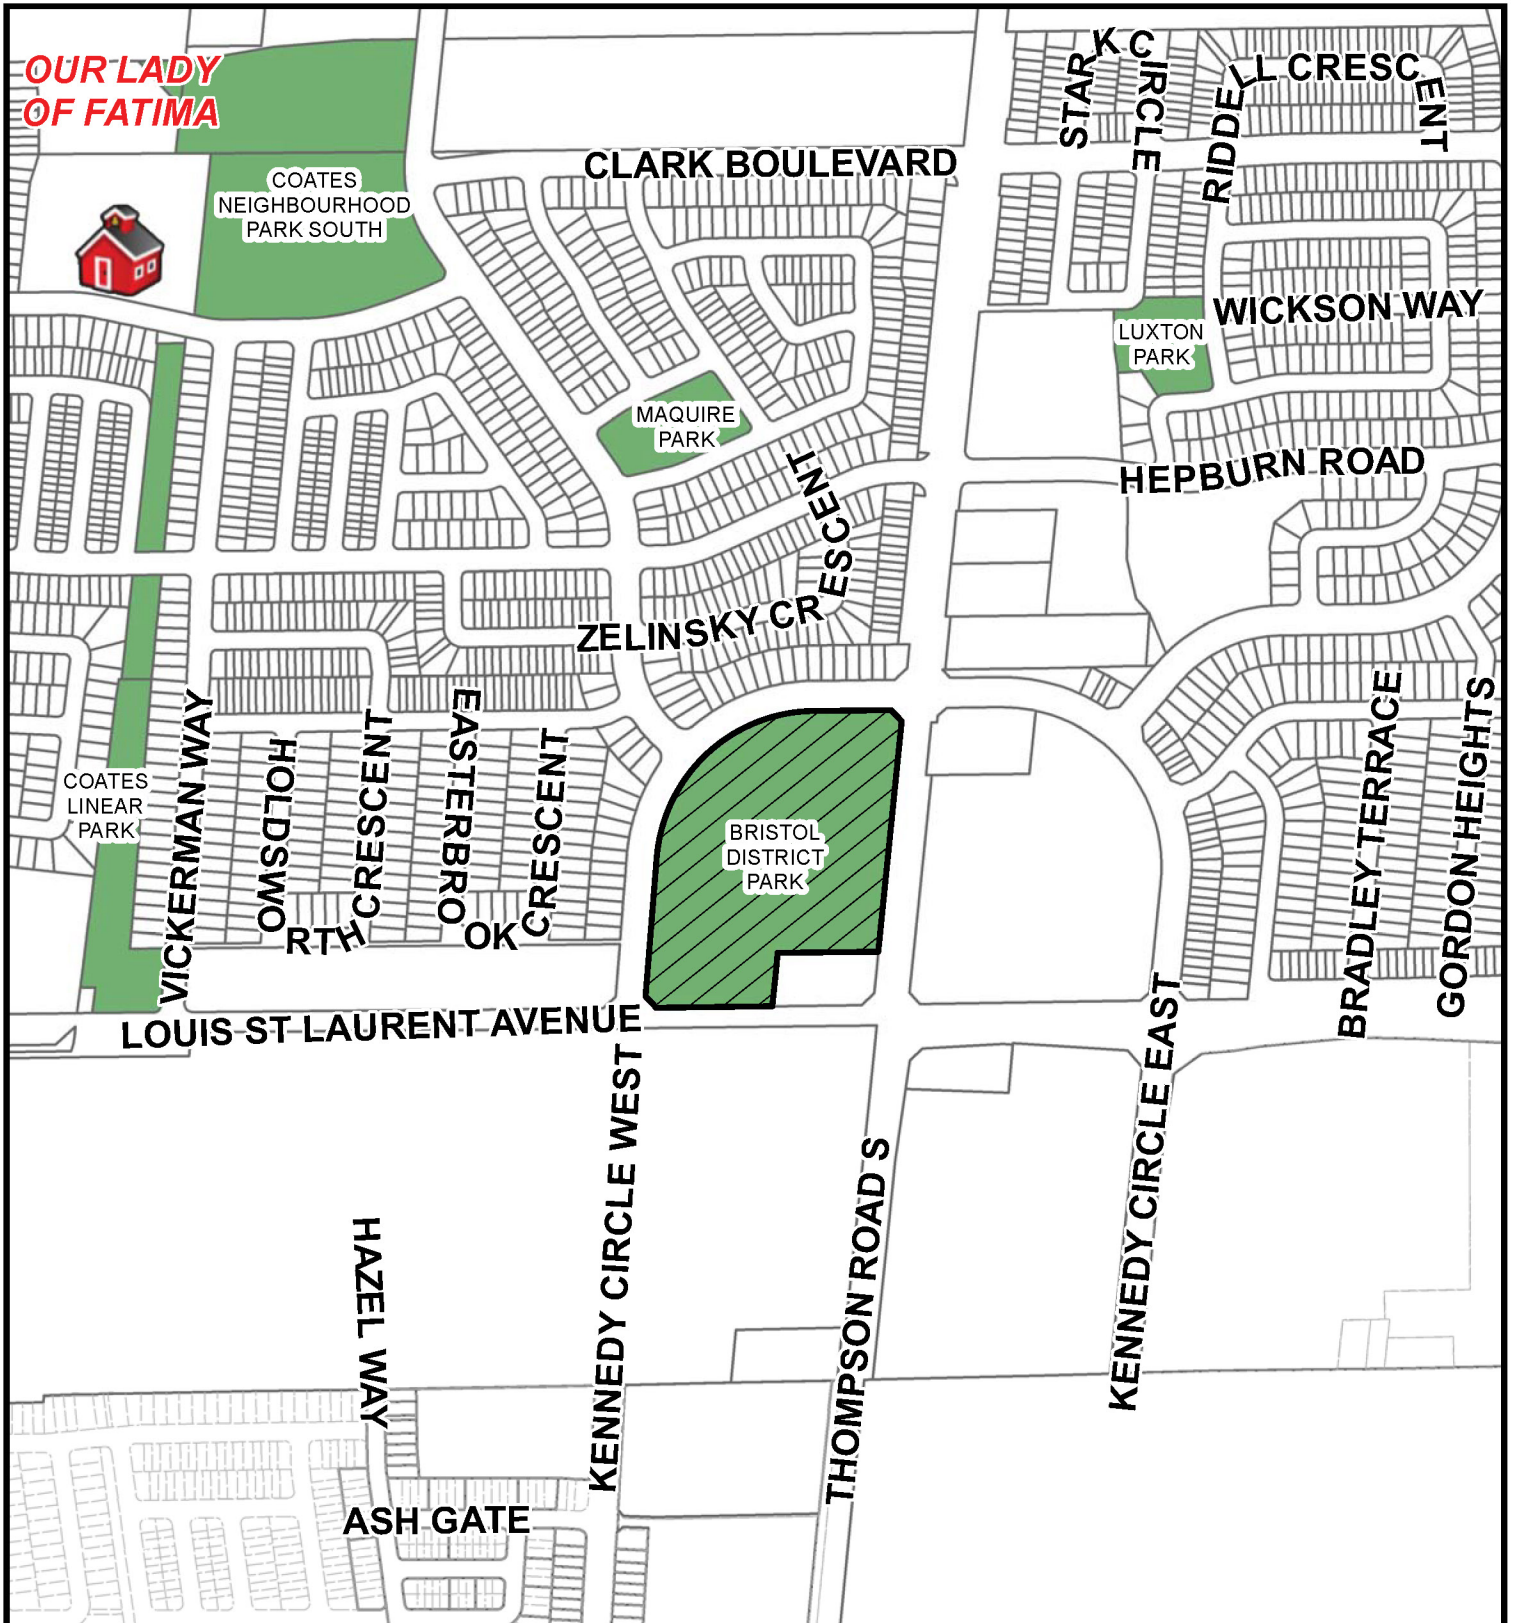 STARK CIRCLE
RIDDELL CRESCENT
OUR LADY
OF FATIMA
CLARK BOULEVARD
COATES
NEIGHBOURHOOD
PARK SOUTH
WICKSON WAY
LUXTON
PARK
MAQUIRE
PARK
HEPBURN ROAD
ZELINSKY CRESCENT
COATES
LINEAR
PARK
VICKERMAN WAY
HOLDSWORTH CRESCENT
EASTERBROOK CRESCENT
BRISTOL
DISTRICT
PARK
BRADLEY TERRACE
GORDON HEIGHTS
LOUIS ST LAURENT AVENUE
KENNEDY CIRCLE WEST
THOMPSON ROAD S
KENNEDY CIRCLE EAST
HAZEL WAY
ASH GATE